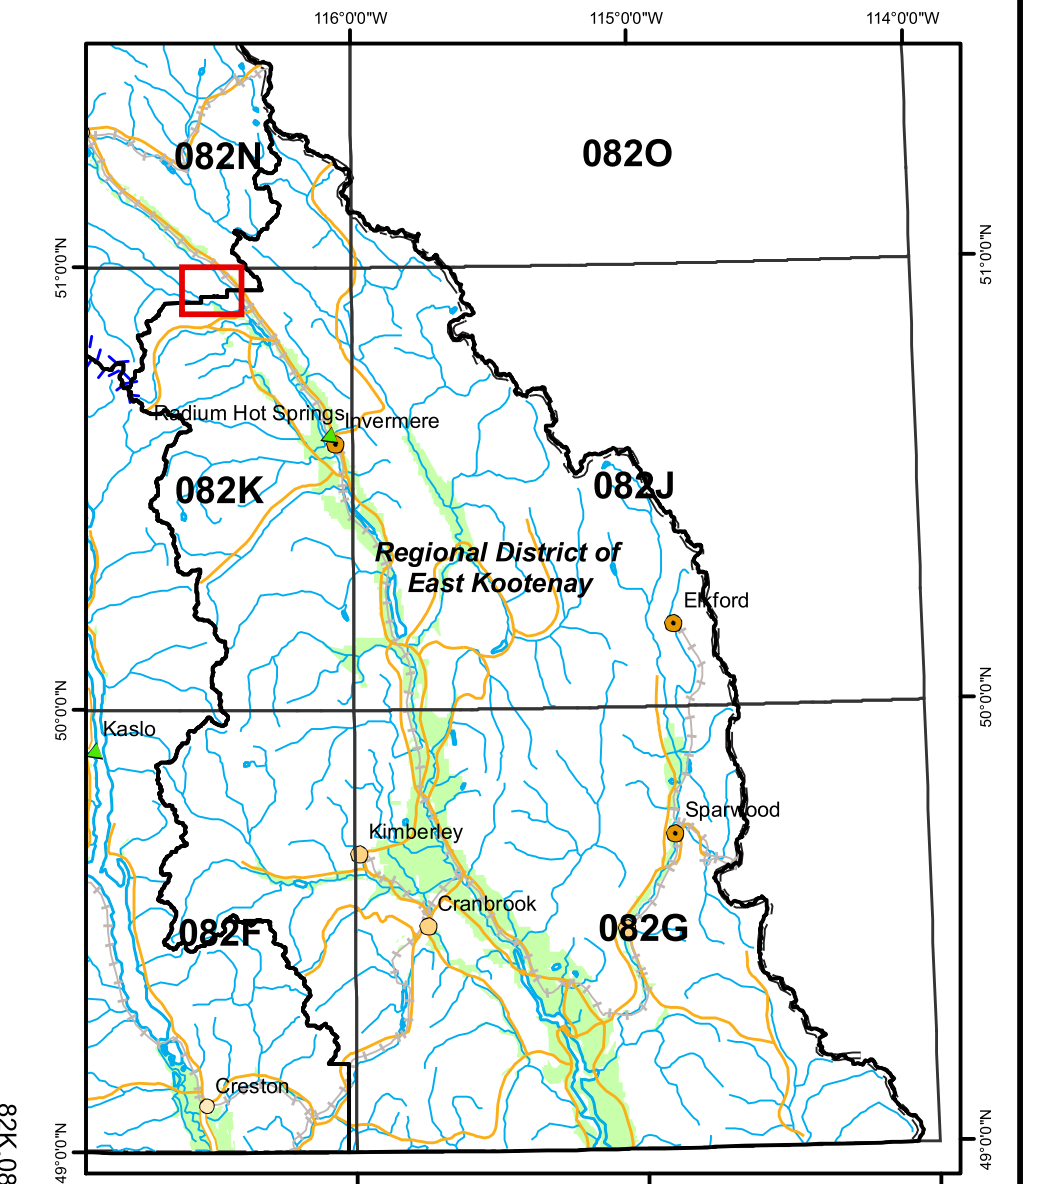 116°0'0"W
115°0'0"W
114°0'0"W
082N
082O
51°0'0"N
51°0'0"N
Radium Hot Springs
Invermere
082K
082J
Regional District of
East Kootenay
Elkford
50°0'0"N
50°0'0"N
Kaslo
Sparwood
Kimberley
Cranbrook
082F
082G
Creston
49°0'0"N
49°0'0"N